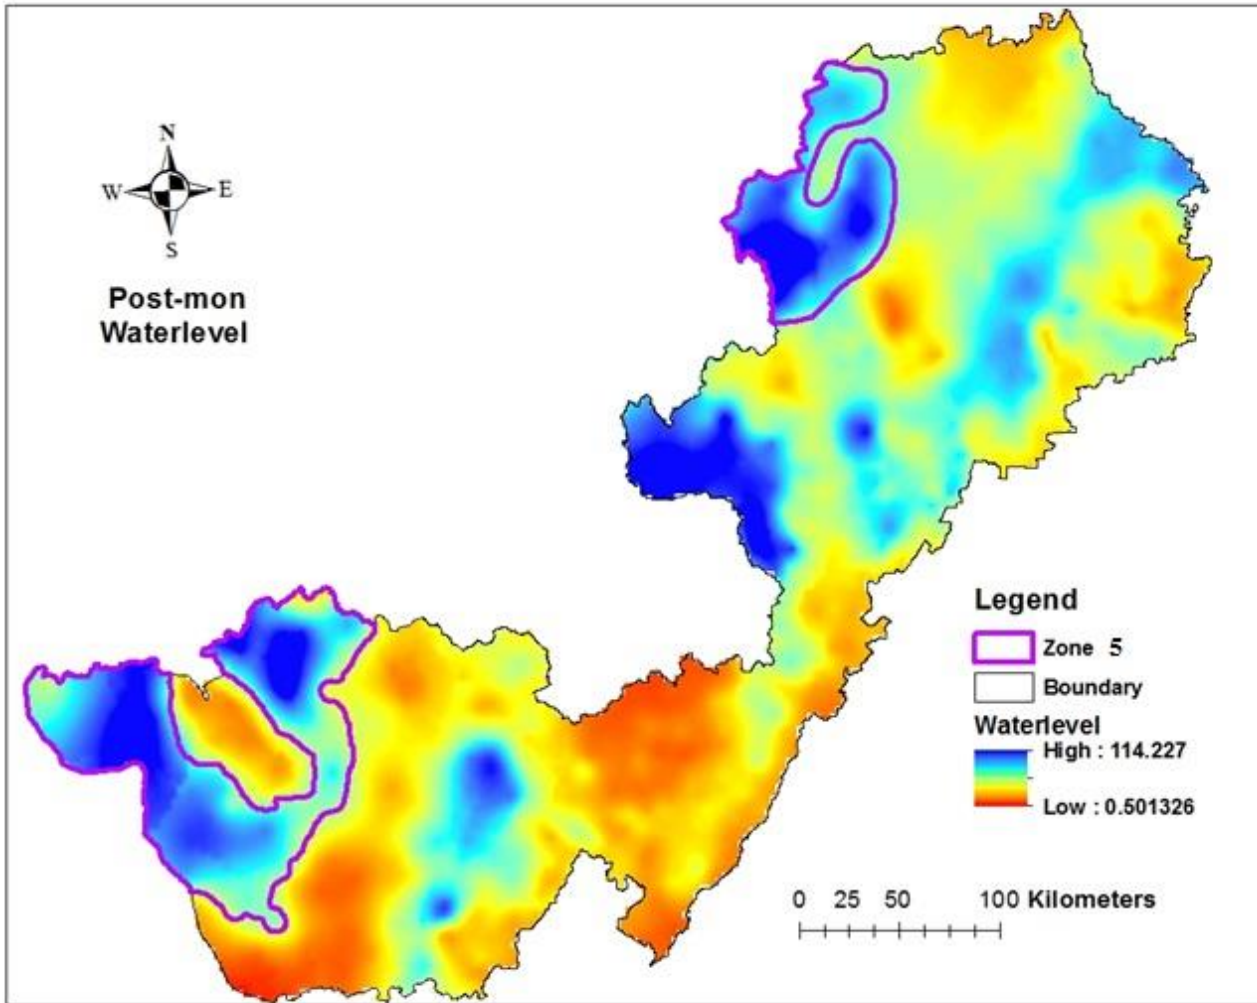 N
W E
S
Post-mon
Waterlevel
Legend
Zone 5
Boundary
Waterlevel
High : 114.227
Low : 0.501326
0 25 50 100 Kilometers